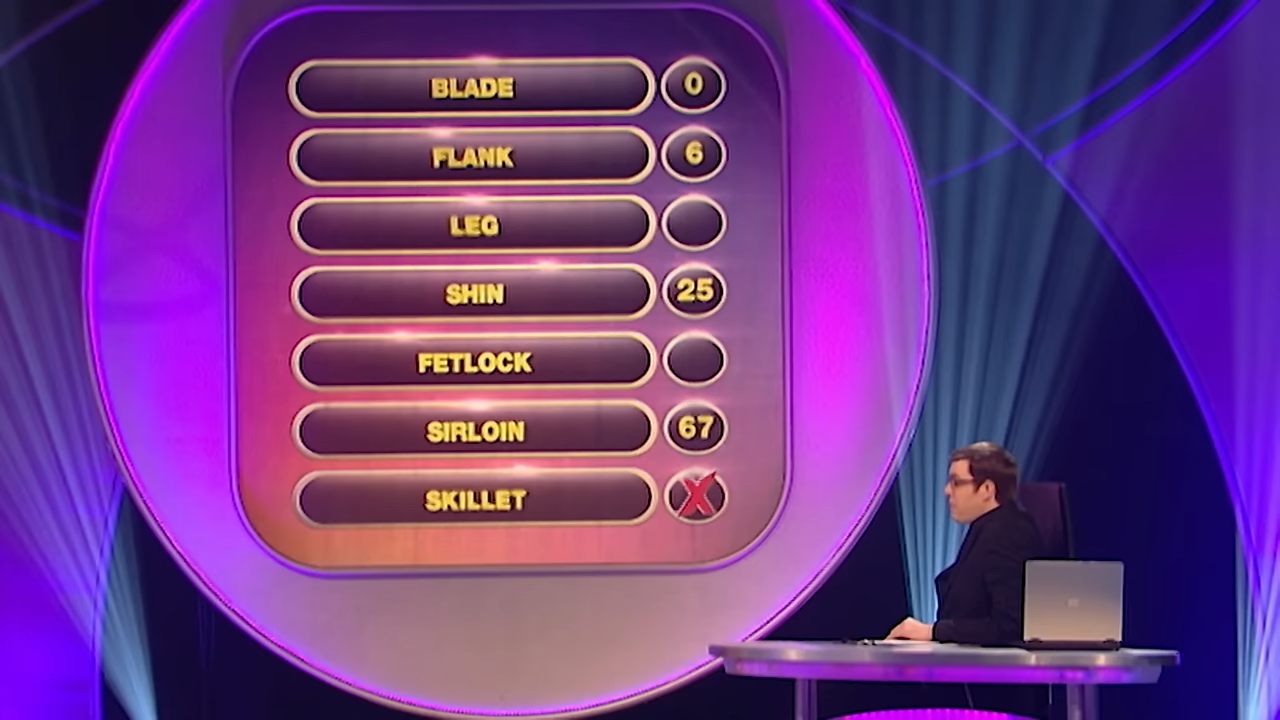 BLADE 0
FLANK 6
LEG
SHIN 25
FETLOCK
SIRLOIN 67
SKILLET X